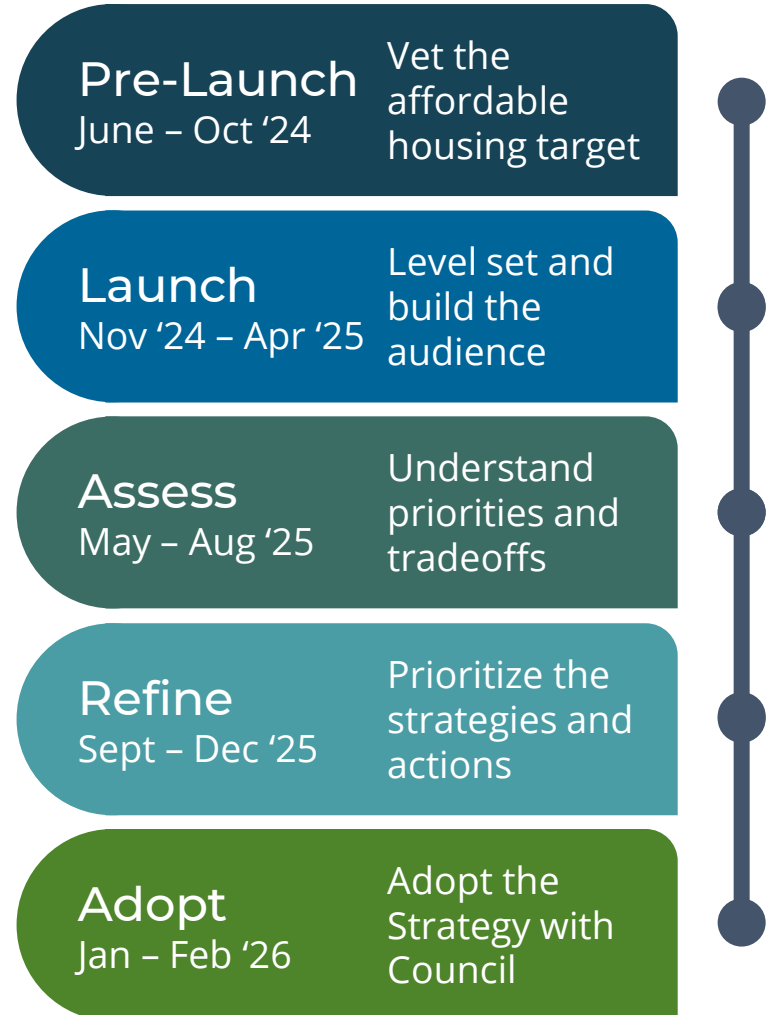 Pre-Launch
June – Oct ‘24
Vet the
affordable
housing target
Launch
Nov ‘24 – Apr ‘25
Level set and
build the
audience
Assess
May – Aug ‘25
Understand
priorities and
tradeoffs
Refine
Sept – Dec ‘25
Prioritize the
strategies and
actions
Adopt
Jan – Feb ‘26
Adopt the
Strategy with
Council